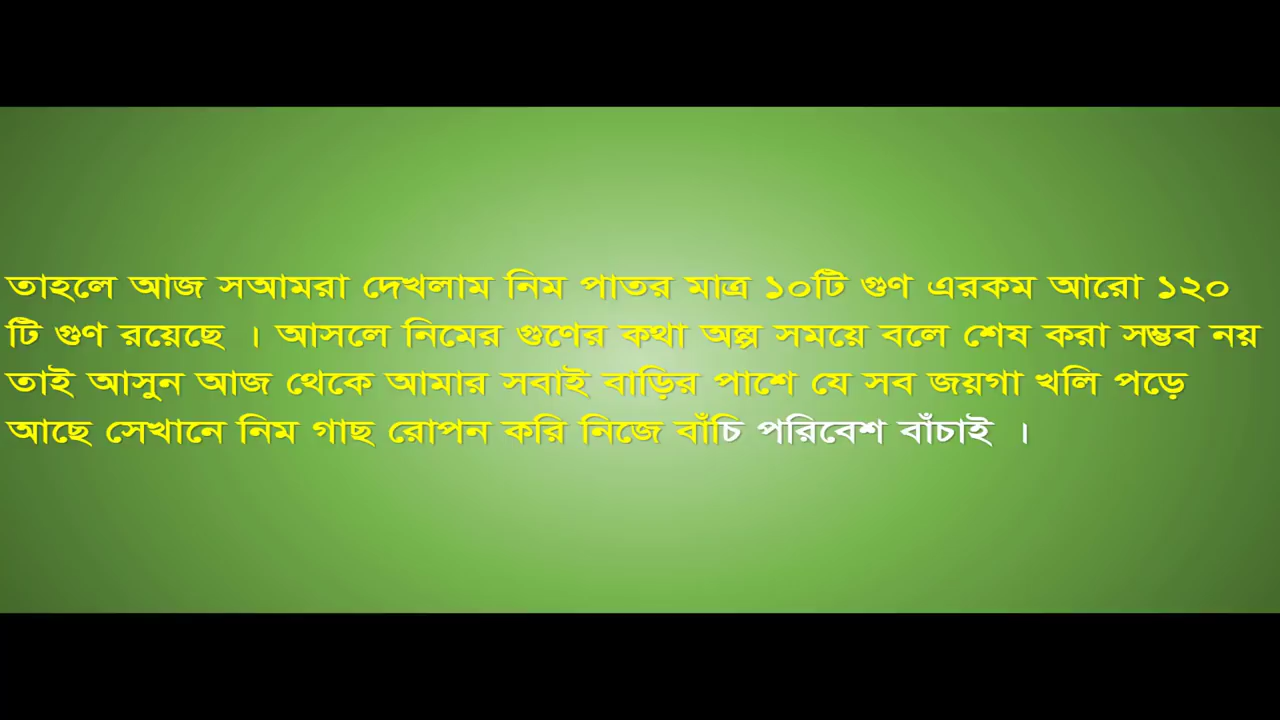 তাহলে আজ সআমরা দেখলাম নিম পাতর মাত্র ১০টি গুণ এরকম আরো ১২০
টি গুণ রয়েছে । আসলে নিমের গুণের কথা অল্প সময়ে বলে শেষ করা সম্ভব নয়
তাই আসুন আজ থেকে আমার সবাই বাড়ির পাশে যে সব জয়গা খলি পড়ে
আছে সেখানে নিম গাছ রোপন করি নিজে বাঁচি পরিবেশ বাঁচাই ।